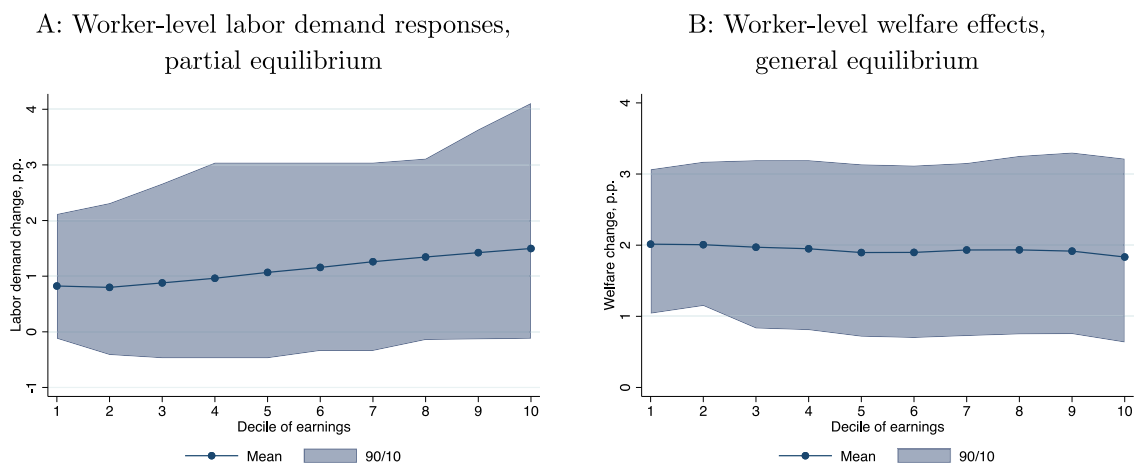 A: Worker-level labor demand responses,
partial equilibrium
Labor demand change, p.p.
4
3
2
1
0
-1
1 2 3 4 5 6 7 8 9 10
Decile of earnings
Mean 90/10
B: Worker-level welfare effects,
general equilibrium
Welfare change, p.p.
4
3
2
1
0
1 2 3 4 5 6 7 8 9 10
Decile of earnings
Mean 90/10